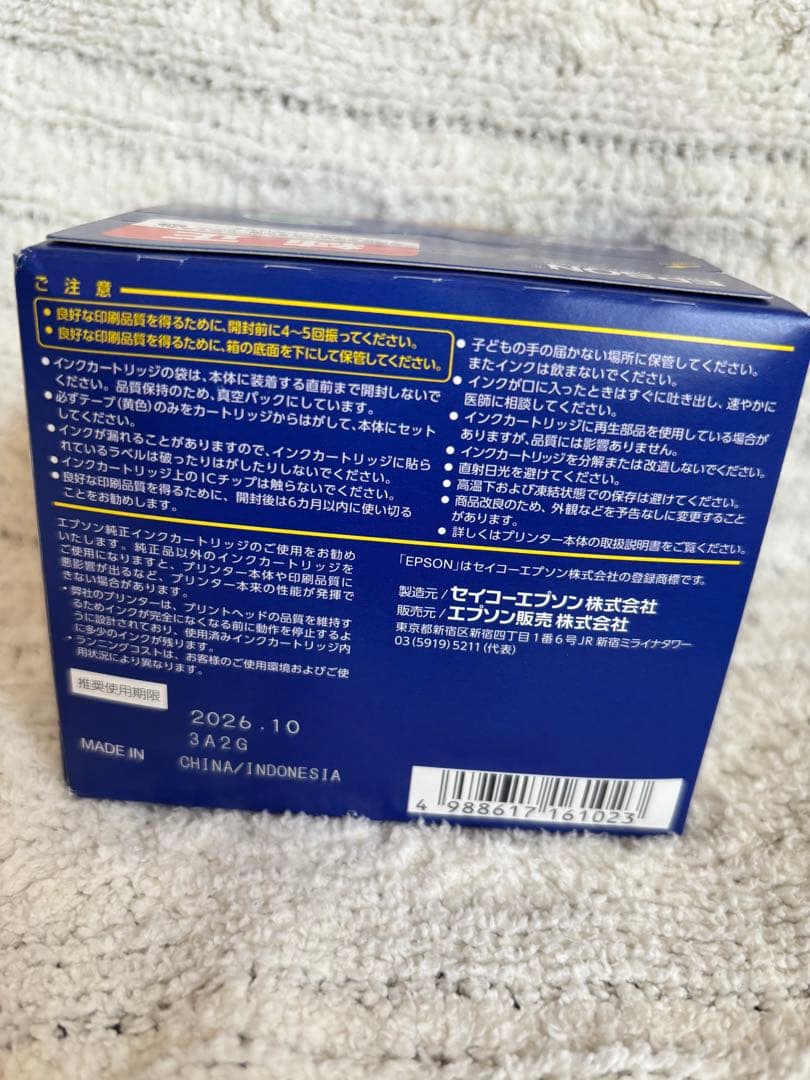 EPSON
ご注意
● 良好な印刷品質を得るために、開封前に4〜5回振ってください。
● 良好な印刷品質を得るために、箱の底面を下にして保管してください。
● インクカートリッジの袋は、本体に装着する直前まで開封しないで
ください。品質保持のため、真空パックにしています。
● 必ずテープ(黄色)のみをカートリッジからはがして、本体にセット
してください。
● インクが漏れることがありますので、インクカートリッジに貼ら
れているラベルは破ったりはがしたりしないでください。
● インクカートリッジ上のICチップは触らないでください。
● 良好な印刷品質を得るために、開封後は6カ月以内に使い切る
ことをお勧めします。
エプソン純正インクカートリッジのご使用をお勧め
いたします。純正品以外のインクカートリッジを
ご使用になりますと、プリンター本体や印刷品質に
悪影響が出るなど、プリンター本来の性能が発揮で
きない場合があります。
・弊社のプリンターは、プリントヘッドの品質を維持す
るためインクが完全になくなる前に動作を停止するよ
うに設計されており、使用済みインクカートリッジ内
に多少のインクが残ります。
・ランニングコストは、お客様のご使用環境およびご使
用状況により異なります。
推奨使用期限
2026.10
3A2G
MADE IN CHINA/INDONESIA
● 子どもの手の届かない場所に保管してください。
またインクは飲まないでください。
● インクが口に入ったときはすぐに吐き出し、速やかに
医師に相談してください。
● インクカートリッジに再生部品を使用している場合が
ありますが、品質には影響ありません。
● インクカートリッジを分解または改造しないでください。
● 直射日光を避けてください。
● 高温下および凍結状態での保存は避けてください。
● 商品改良のため、外観などを予告なしに変更すること
があります。
● 詳しくはプリンター本体の取扱説明書をご覧ください。
「EPSON」はセイコーエプソン株式会社の登録商標です。
製造元/セイコーエプソン株式会社
販売元/エプソン販売株式会社
東京都新宿区新宿四丁目1番6号JR新宿ミライナタワー
03(5919)5211(代表)
4 988617 161023